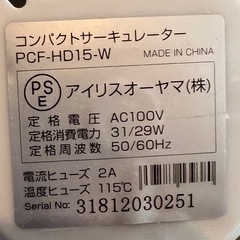 コンパクトサーキュレーター
PCF-HD15-W
MADE IN CHINA
PS
E
アイリスオーヤマ(株)
定格電圧 AC100V
定格消費電力 31/29W
定格周波数 50/60Hz
電流ヒューズ 2A
温度ヒューズ 115℃
Serial No: 31812030251